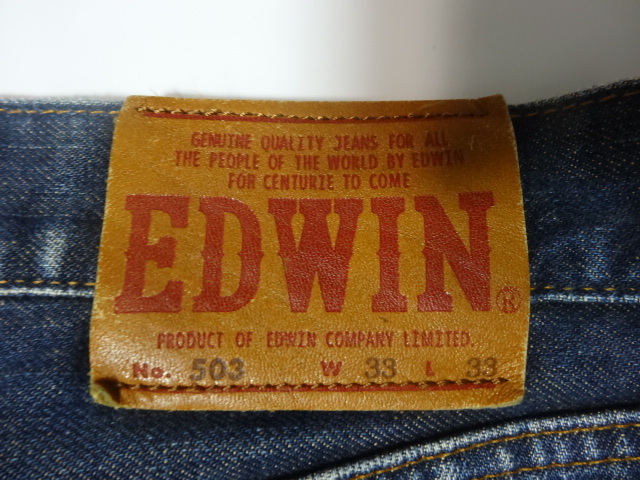 GENUINE QUALITY JEANS FOR ALL
THE PEOPLE OF THE WORLD BY EDWIN
FOR CENTURIE TO COME
EDWIN®
PRODUCT OF EDWIN COMPANY LIMITED.
No. 503 W 33 L 33